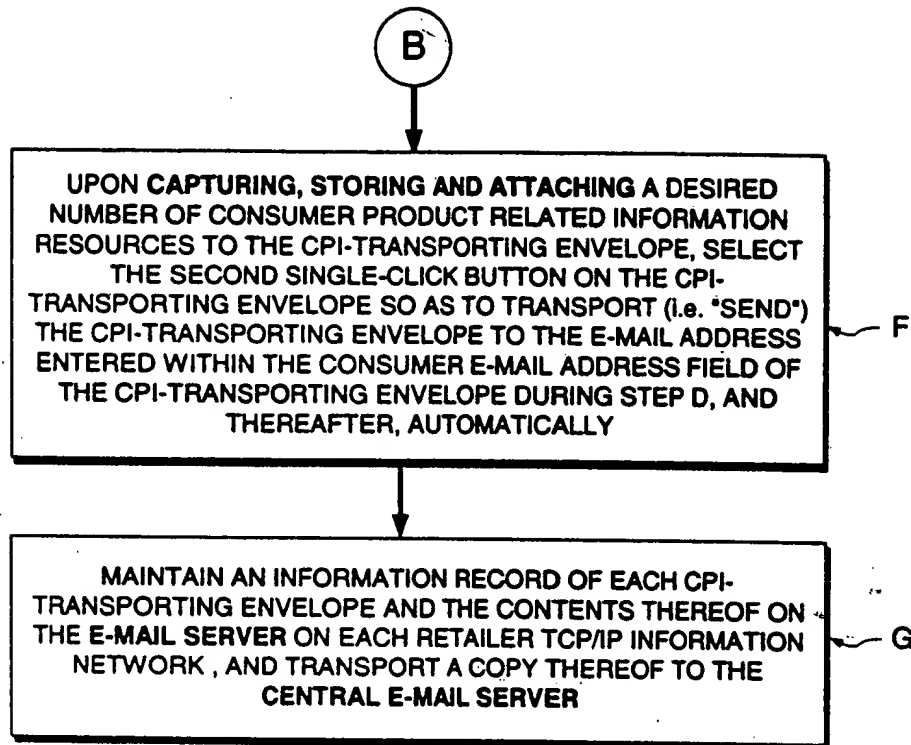 B
UPON CAPTURING, STORING AND ATTACHING A DESIRED
NUMBER OF CONSUMER PRODUCT RELATED INFORMATION
RESOURCES TO THE CPI-TRANSPORTING ENVELOPE, SELECT
THE SECOND SINGLE-CLICK BUTTON ON THE CPI-
TRANSPORTING ENVELOPE SO AS TO TRANSPORT (i.e. "SEND")
THE CPI-TRANSPORTING ENVELOPE TO THE E-MAIL ADDRESS
ENTERED WITHIN THE CONSUMER E-MAIL ADDRESS FIELD OF
THE CPI-TRANSPORTING ENVELOPE DURING STEP D, AND
THEREAFTER, AUTOMATICALLY
F
MAINTAIN AN INFORMATION RECORD OF EACH CPI-
TRANSPORTING ENVELOPE AND THE CONTENTS THEREOF ON
THE E-MAIL SERVER ON EACH RETAILER TCP/IP INFORMATION
NETWORK , AND TRANSPORT A COPY THEREOF TO THE
CENTRAL E-MAIL SERVER
G